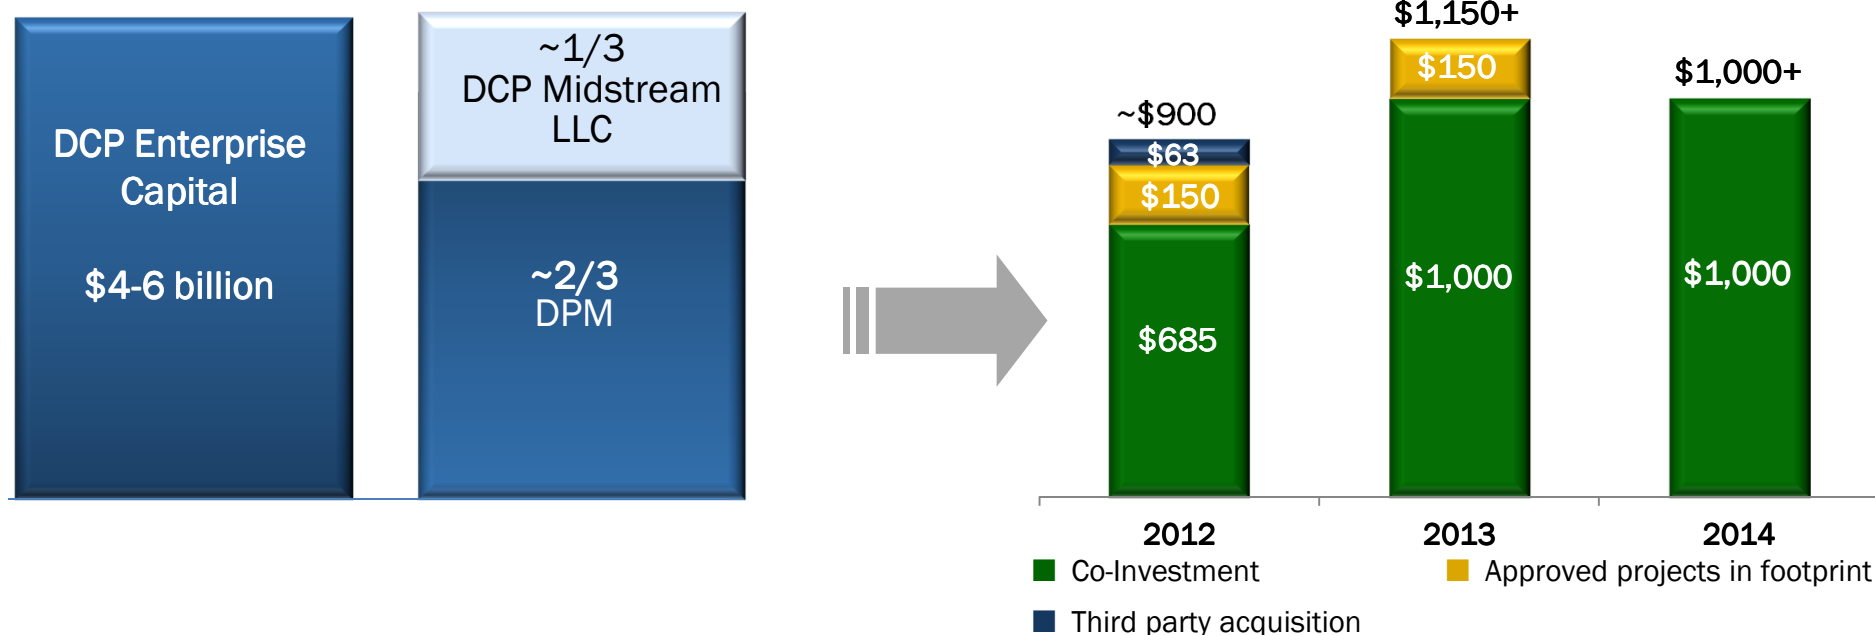 DCP Enterprise
Capital
$4-6 billion
~1/3
DCP Midstream
LLC
~2/3
DPM
~$900
$63
$150
$685
$1,150+
$150
$1,000
$1,000+
$1,000
2012
2013
2014
Co-Investment
Approved projects in footprint
Third party acquisition